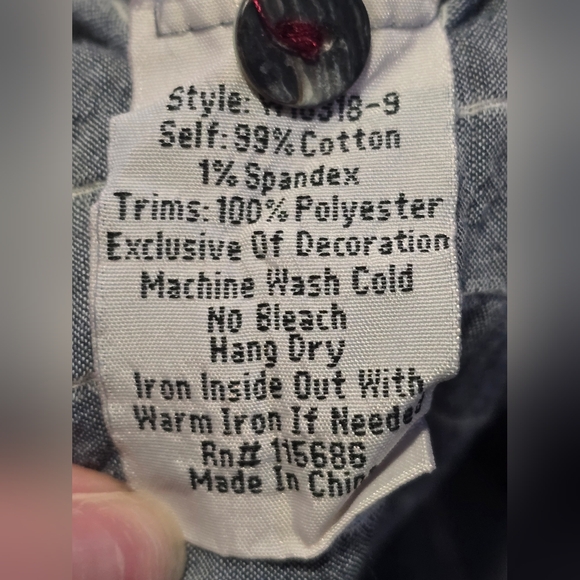 Style:
Self: 99% Cotton
1% Spandex
Trims: 100% Polyester
Exclusive Of Decoration
Machine Wash Cold
No Bleach
Hang Dry
Iron Inside Out With
Warm Iron If Needed
Rn# 115686
Made In China